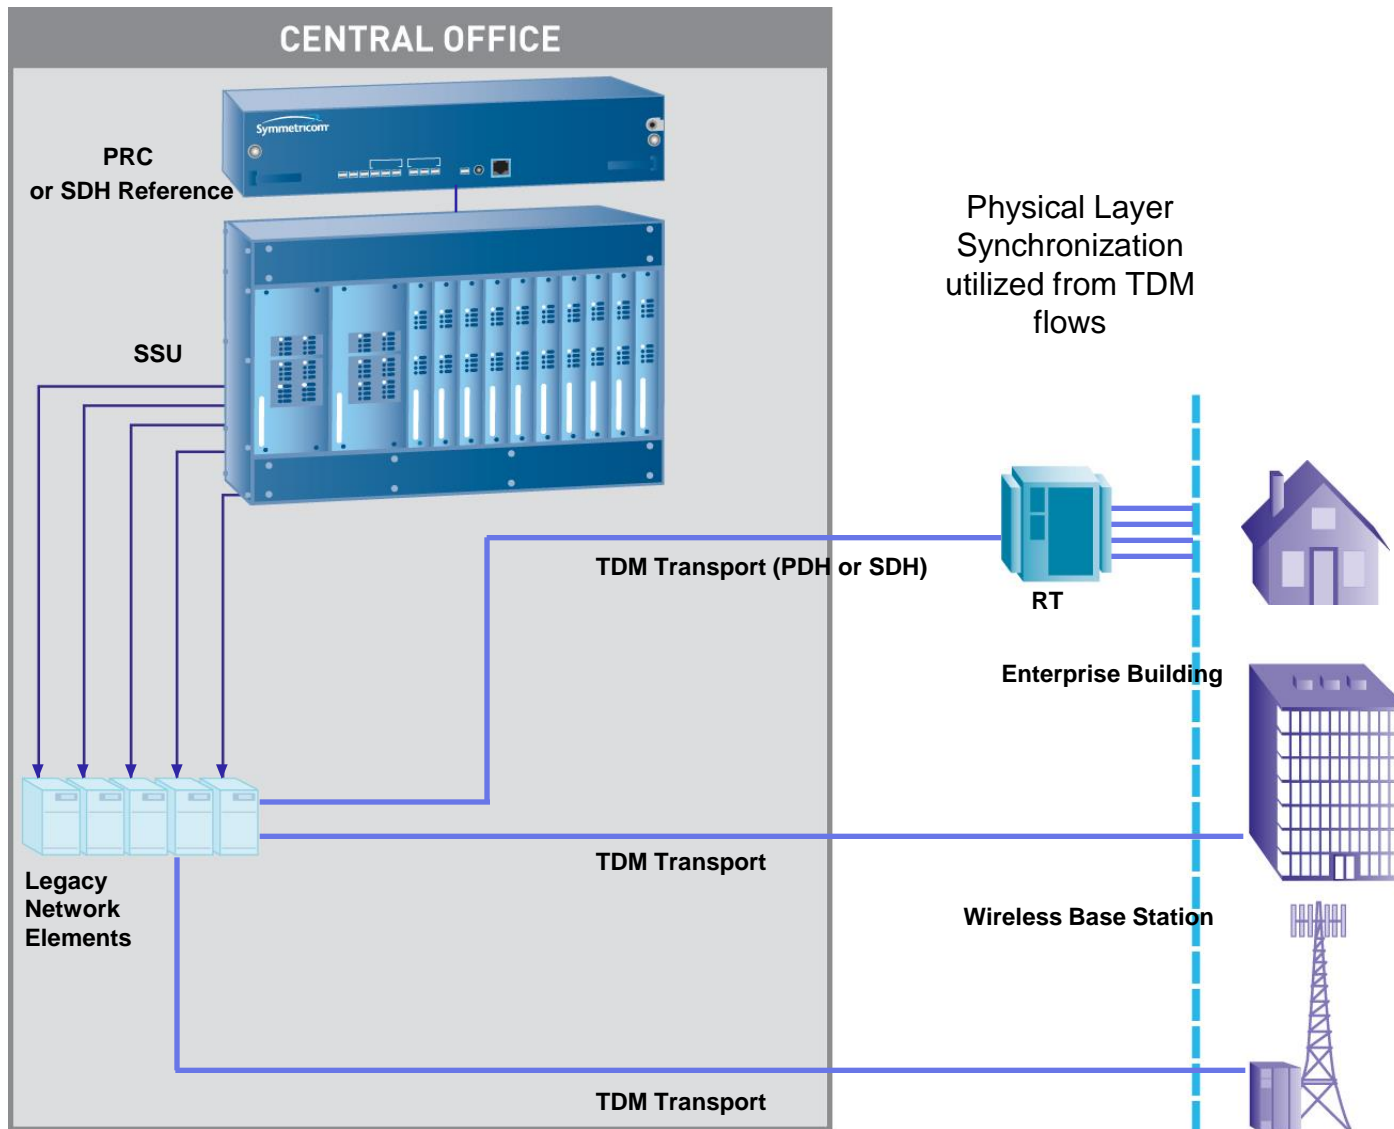 CENTRAL OFFICE
Symmetricom
PRC
or SDH Reference
Physical Layer
Synchronization
utilized from TDM
flows
SSU
TDM Transport (PDH or SDH)
RT
Enterprise Building
TDM Transport
Legacy
Network
Elements
Wireless Base Station
TDM Transport